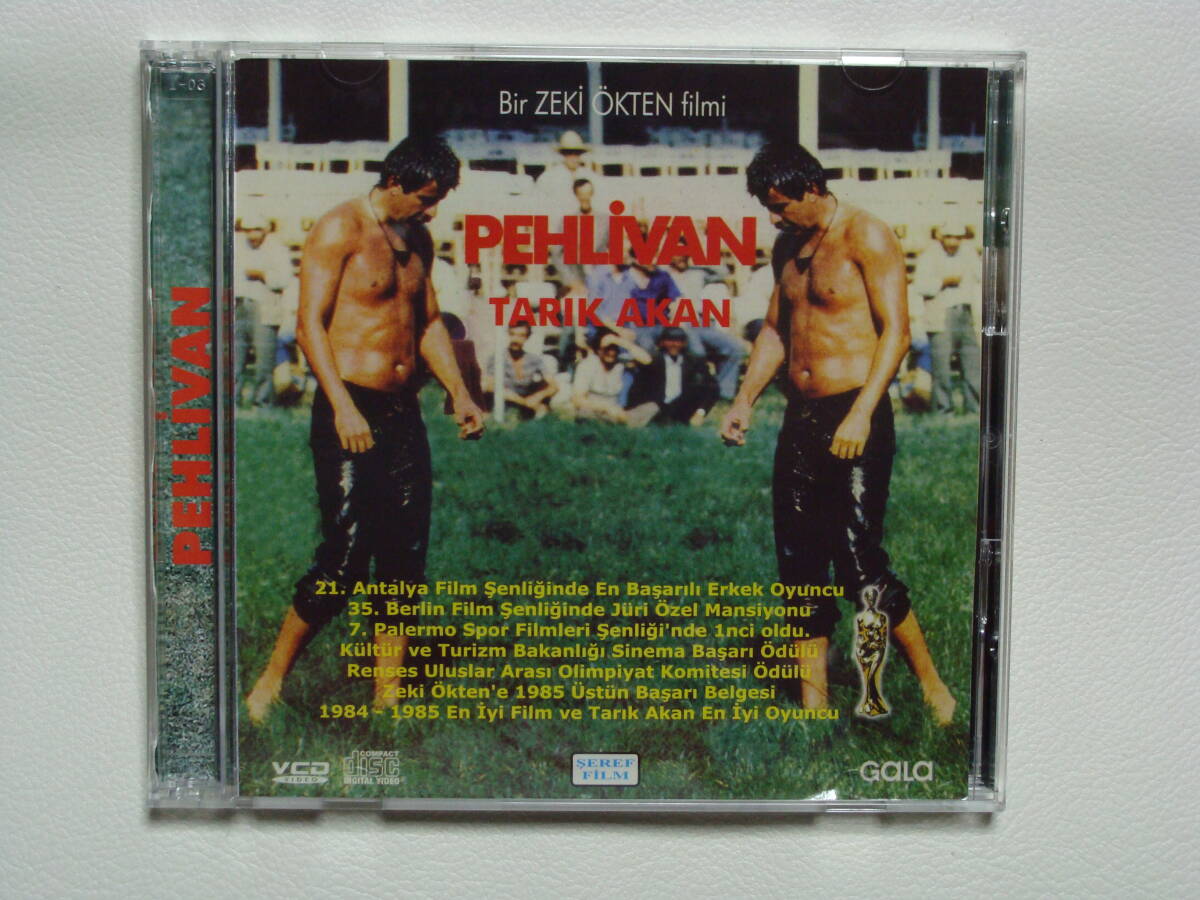 1-03
PEHLİVAN
Bir ZEKİ ÖKTEN filmi
PEHLİVAN
TARIK AKAN
21. Antalya Film Şenliğinde En Başarılı Erkek Oyuncu
35. Berlin Film Şenliğinde Jüri Özel Mansiyonu
7. Palermo Spor Filmleri Şenliği'nde 1nci oldu.
Kültür ve Turizm Bakanlığı Sinema Başarı Ödülü
Renses Uluslar Arası Olimpiyat Komitesi Ödülü
Zeki Ökten'e 1985 Üstün Başarı Belgesi
1984 - 1985 En İyi Film ve Tarık Akan En İyi Oyuncu
VCD
VIDEO
COMPACT
disc
DIGITAL VIDEO
ŞEREF
FİLM
GALA